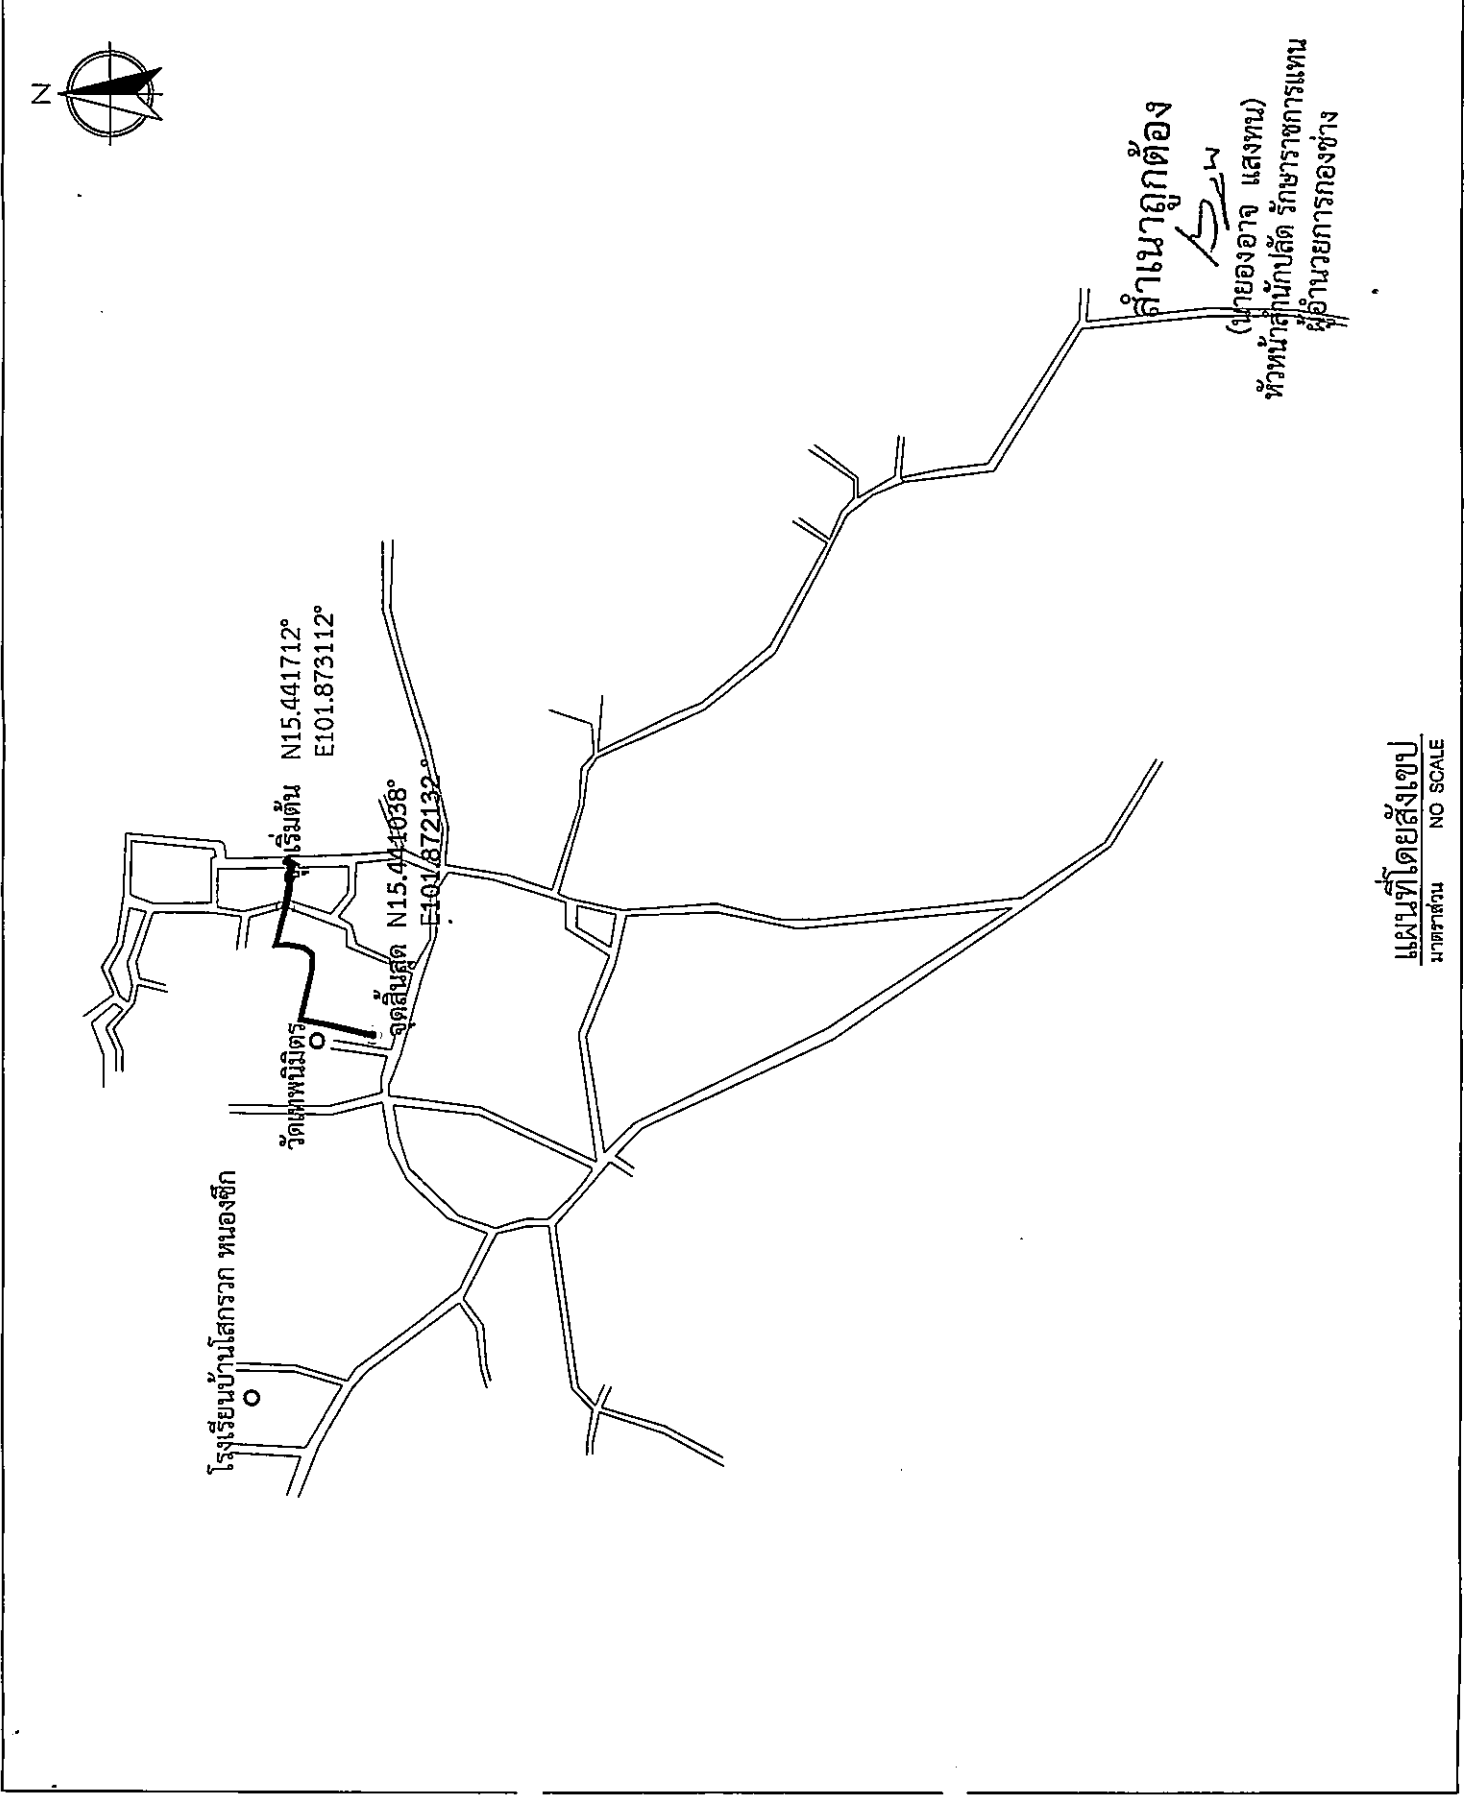 N
จุดเริ่มต้น N15.441712°
E101.873112°
จุดสิ้นสุด N15.441038°
E101.872132°
วัดเทพนิมิตร
โรงเรียนบ้านโสกรวก หนองซึก
สำเนาถูกต้อง
(นายองอาจ แสงทน)
หัวหน้าสำนักปลัด รักษาราชการแทน
ผู้อำนวยการกองช่าง
แผนที่โดยสังเขป
มาตราส่วน NO SCALE